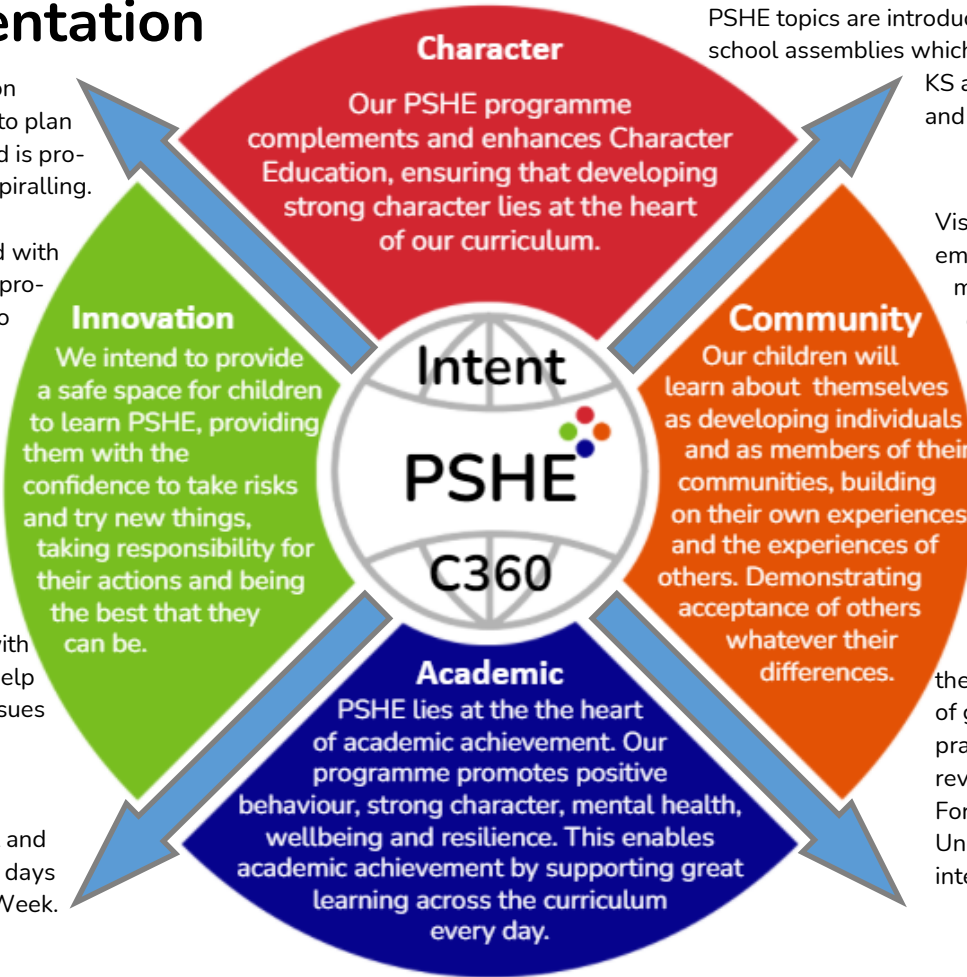 entation
PSHE topics are introduc
school assemblies which
KS a
and
on
to plan
d is pro-
piralling.
d with
pro-
o
Character
Our PSHE programme
complements and enhances Character
Education, ensuring that developing
strong character lies at the heart
of our curriculum.
Vis
em
m
Innovation
We intend to provide
a safe space for children
to learn PSHE, providing
them with the
confidence to take risks
and try new things,
taking responsibility for
their actions and being
the best that they
can be.
Intent
PSHE
C360
Community
Our children will
learn about themselves
as developing individuals
and as members of their
communities, building
on their own experiences
and the experiences of
others. Demonstrating
acceptance of others
whatever their
differences.
with
elp
sues
and
days
Week.
Academic
PSHE lies at the the heart
of academic achievement. Our
programme promotes positive
behaviour, strong character, mental health,
wellbeing and resilience. This enables
academic achievement by supporting great
learning across the curriculum
every day.
the
of g
pra
rev
For
Un
inte